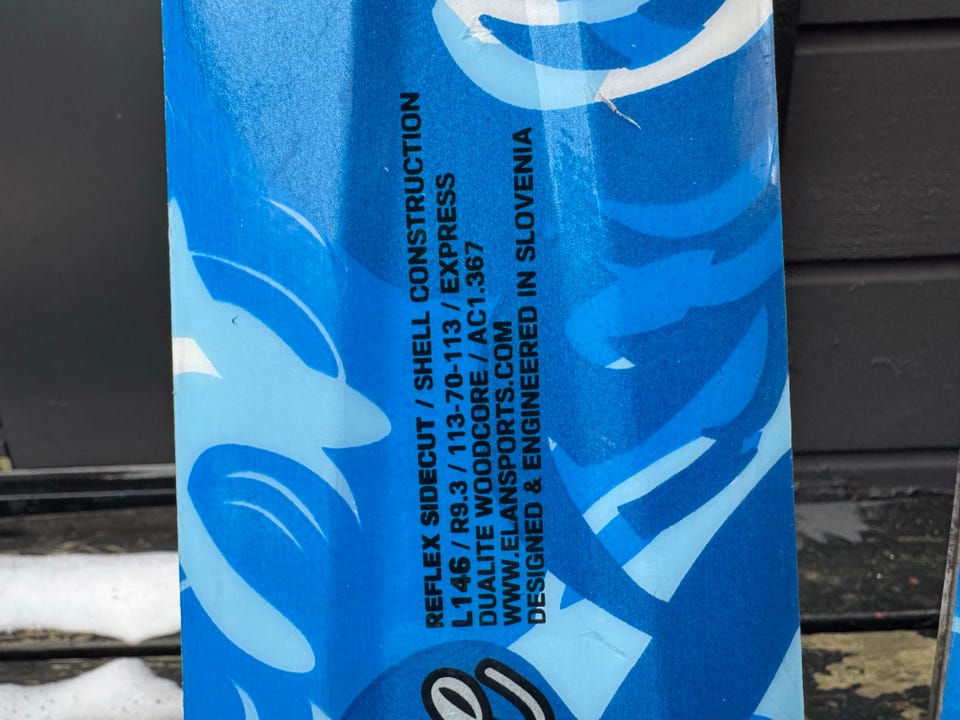 REFLEX SIDECUT / SHELL CONSTRUCTION
L146 / R9.3 / 113-70-113 / EXPRESS
DUALITE WOODCORE / AC1.367
WWW.ELANSPORTS.COM
DESIGNED & ENGINEERED IN SLOVENIA